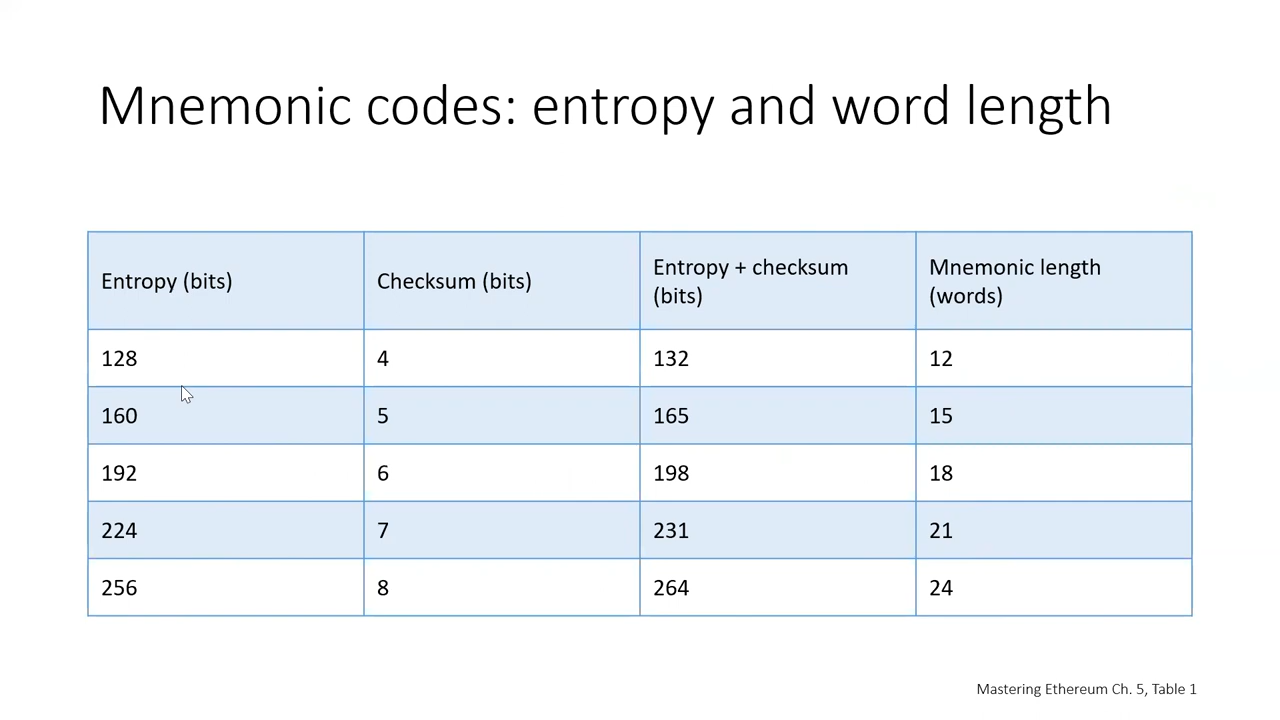 Mnemonic codes: entropy and word length
Entropy (bits) Checksum (bits) Entropy + checksum (bits) Mnemonic length (words)
128 4 132 12
160 5 165 15
192 6 198 18
224 7 231 21
256 8 264 24
Mastering Ethereum Ch. 5, Table 1